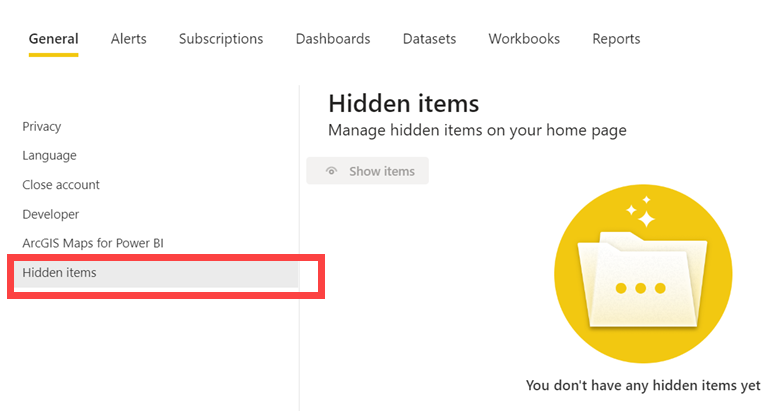 General Alerts Subscriptions Dashboards Datasets Workbooks Reports
Privacy
Language
Close account
Developer
ArcGIS Maps for Power BI
Hidden items
Hidden items
Manage hidden items on your home page
Show items
You don't have any hidden items yet